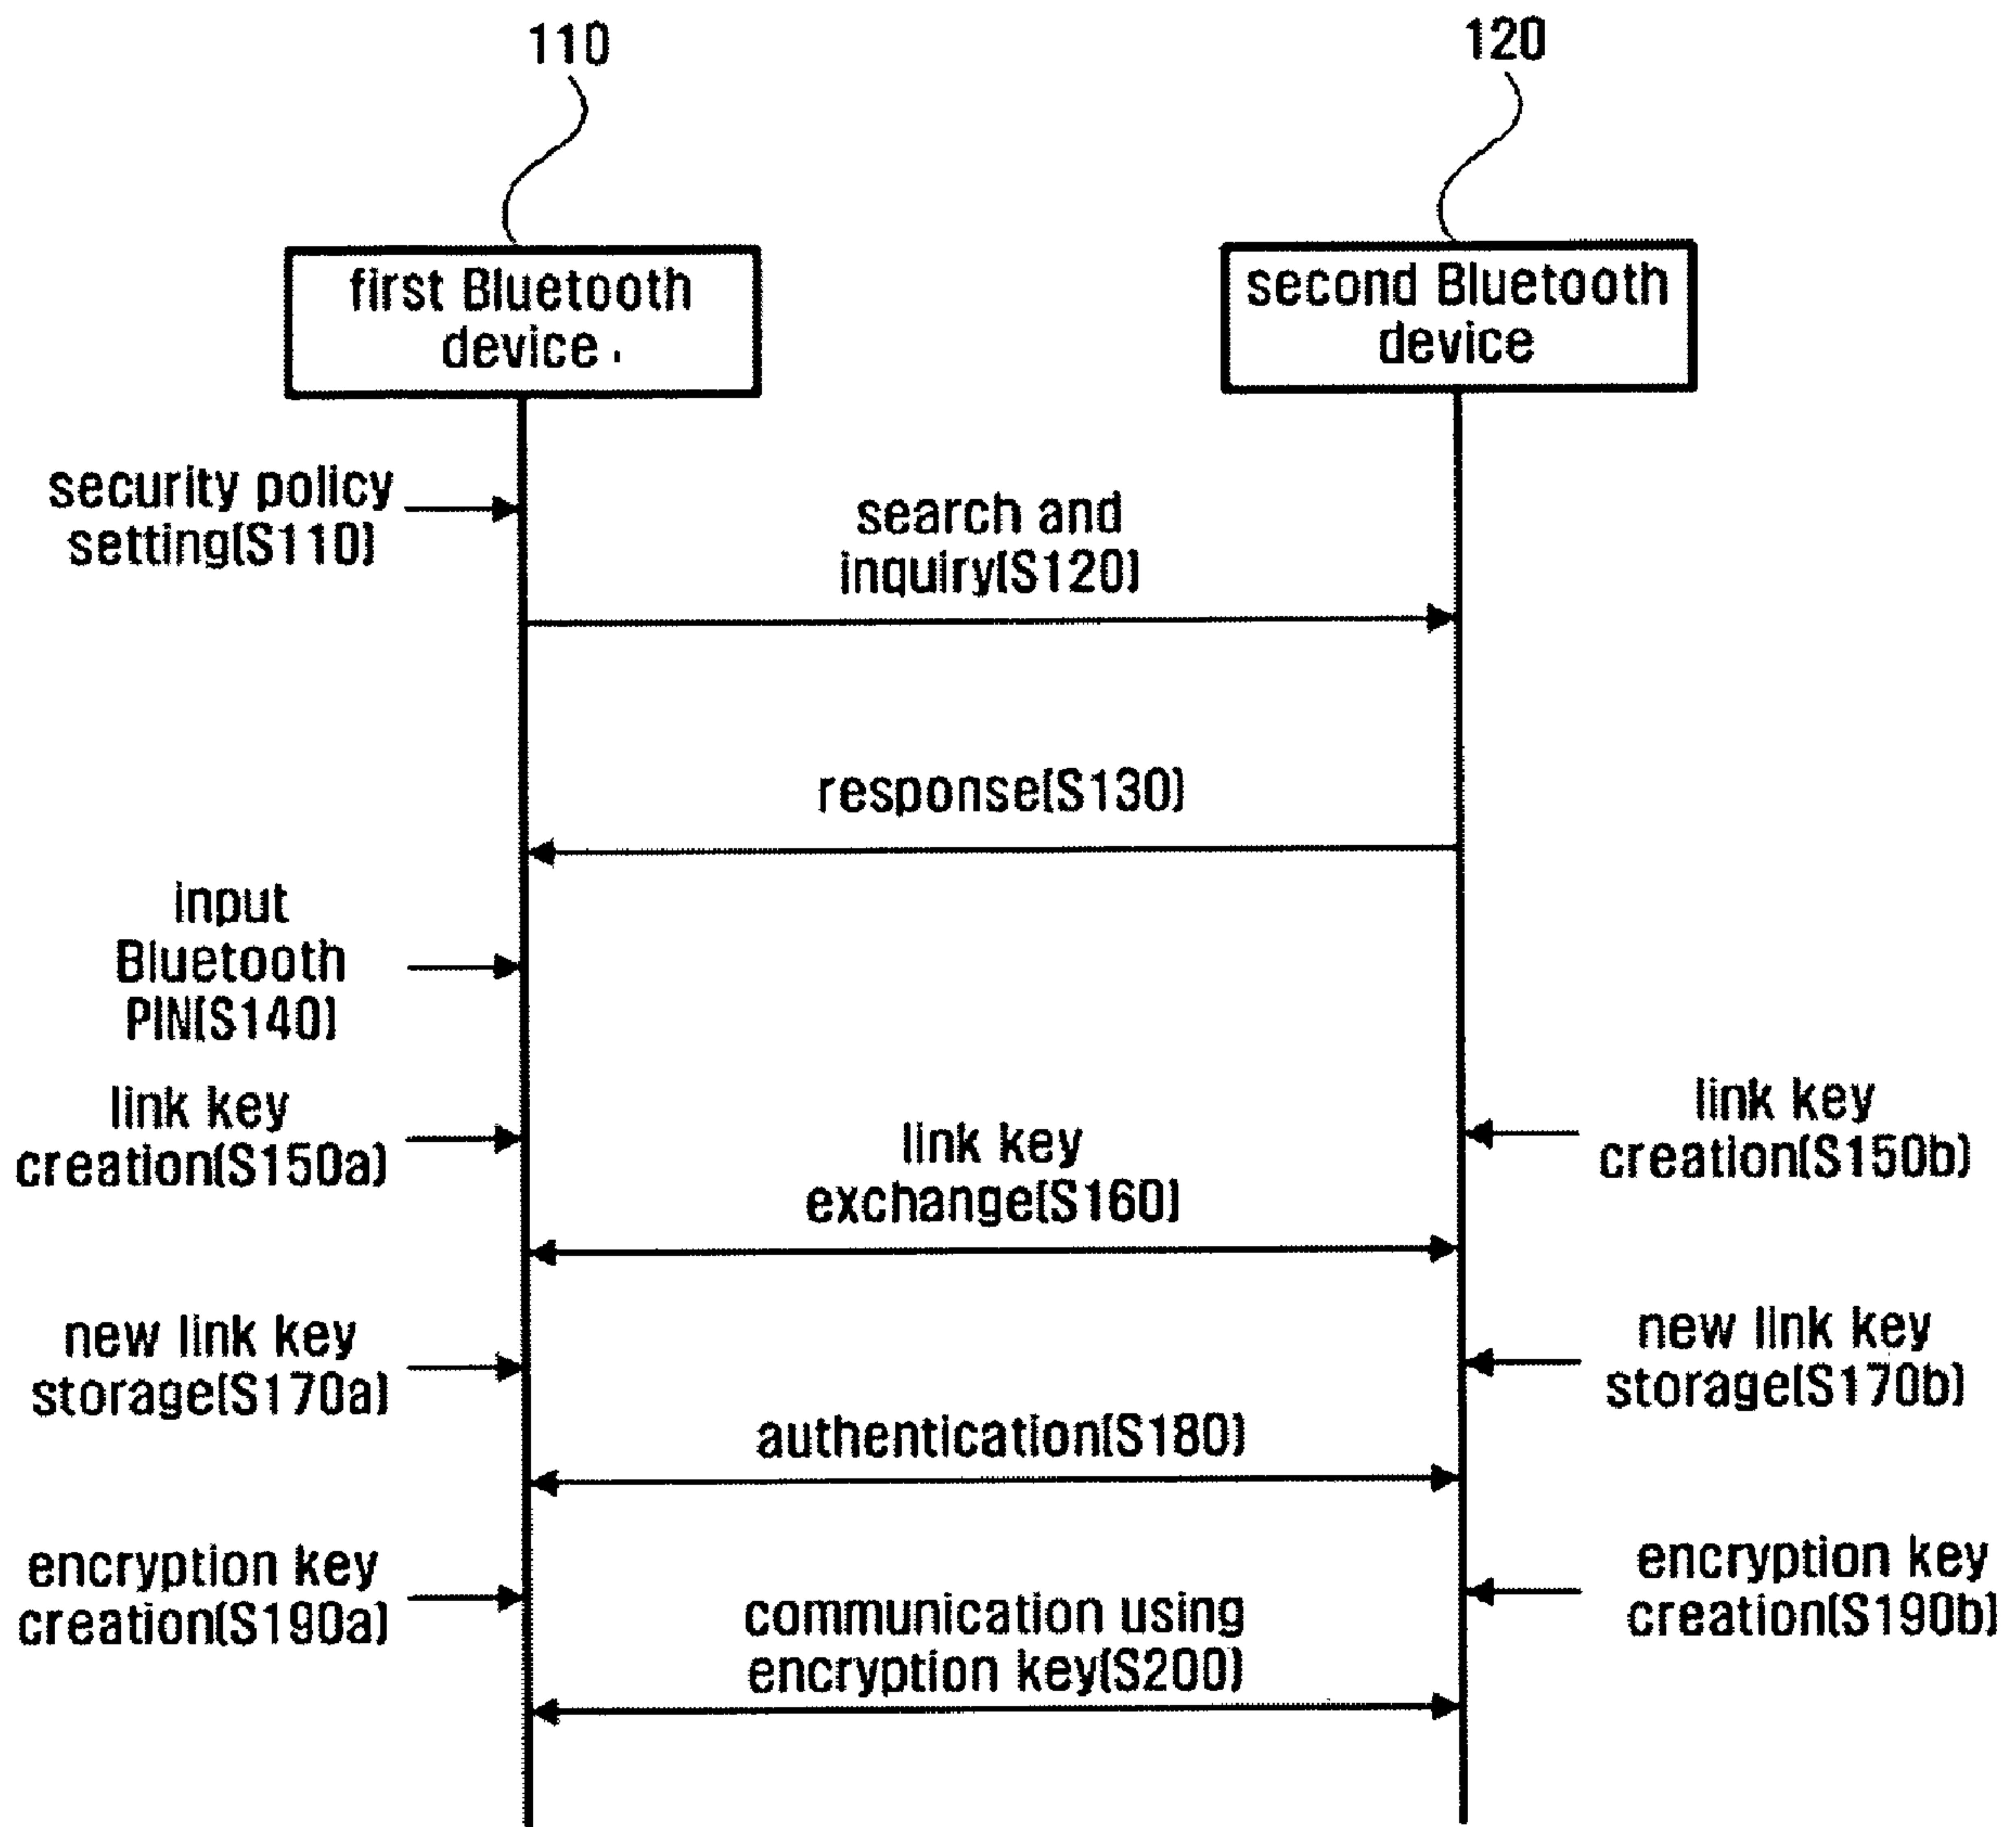 110
120
first Bluetooth
device.
second Bluetooth
device
security policy
setting(S110)
search and
inquiry(S120)
response(S130)
input
Bluetooth
PIN(S140)
link key
creation(S150a)
link key
creation(S150b)
link key
exchange(S160)
new link key
storage(S170a)
new link key
storage(S170b)
authentication(S180)
encryption key
creation(S190a)
encryption key
creation(S190b)
communication using
encryption key(S200)